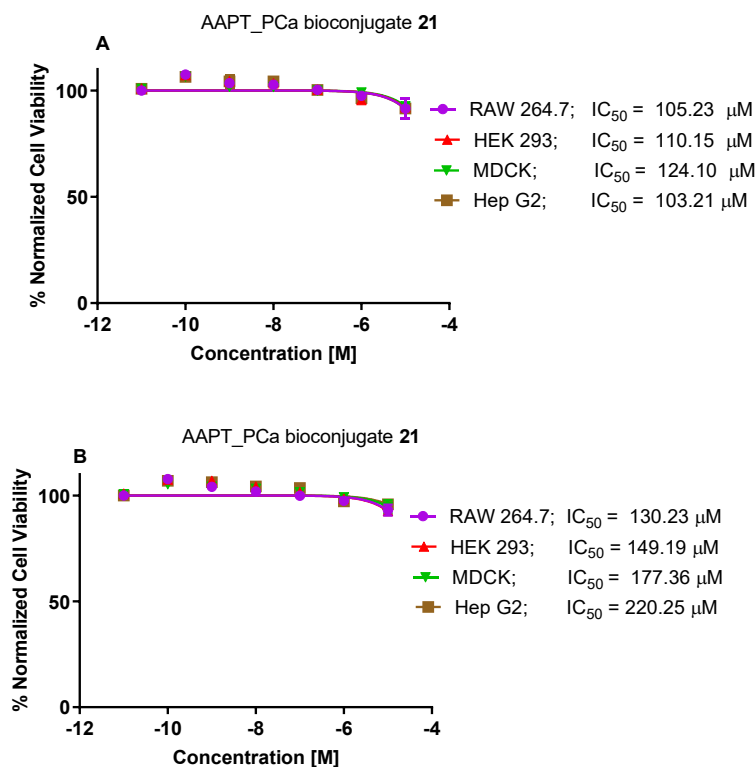 AAPT_PCa bioconjugate 21
A
% Normalized Cell Viability
100
50
0
-12 -10 -8 -6 -4
Concentration [M]
RAW 264.7; IC50 = 105.23 μM
HEK 293; IC50 = 110.15 μM
MDCK; IC50 = 124.10 μM
Hep G2; IC50 = 103.21 μM
AAPT_PCa bioconjugate 21
B
% Normalized Cell Viability
100
50
0
-12 -10 -8 -6 -4
Concentration [M]
RAW 264.7; IC50 = 130.23 μM
HEK 293; IC50 = 149.19 μM
MDCK; IC50 = 177.36 μM
Hep G2; IC50 = 220.25 μM